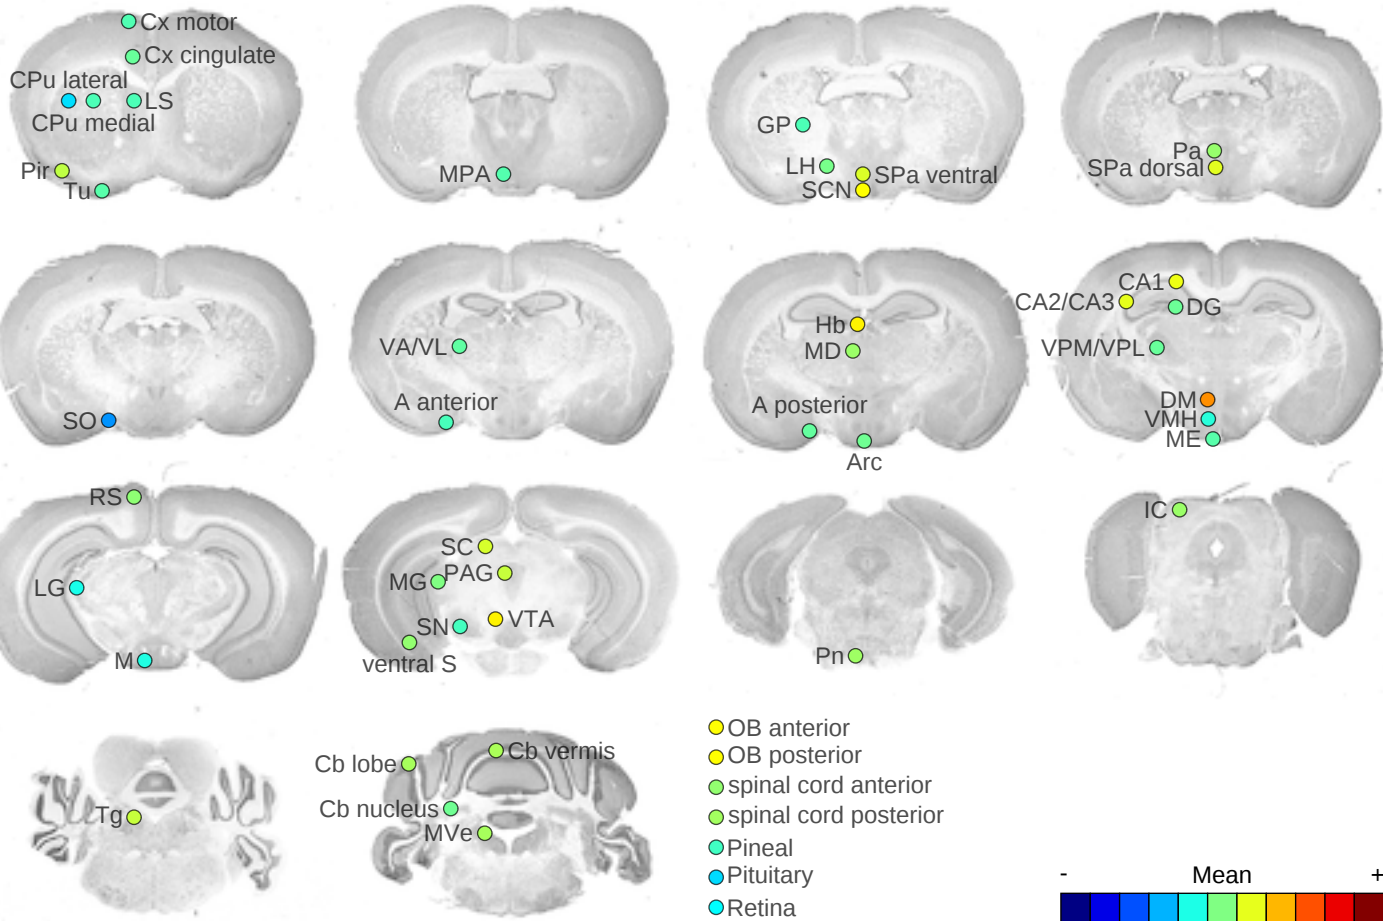 Cx motor
Cx cingulate
CPu lateral
LS
CPu medial
Pir
Tu
MPA
GP
LH
SPa ventral
SCN
Pa
SPa dorsal
SO
VA/VL
A anterior
Hb
MD
A posterior
Arc
CA1
CA2/CA3
DG
VPM/VPL
DM
VMH
ME
RS
LG
M
SC
MG
PAG
SN
VTA
ventral S
Pn
IC
Tg
Cb lobe
Cb vermis
Cb nucleus
MVe
OB anterior
OB posterior
spinal cord anterior
spinal cord posterior
Pineal
Pituitary
Retina
- Mean +